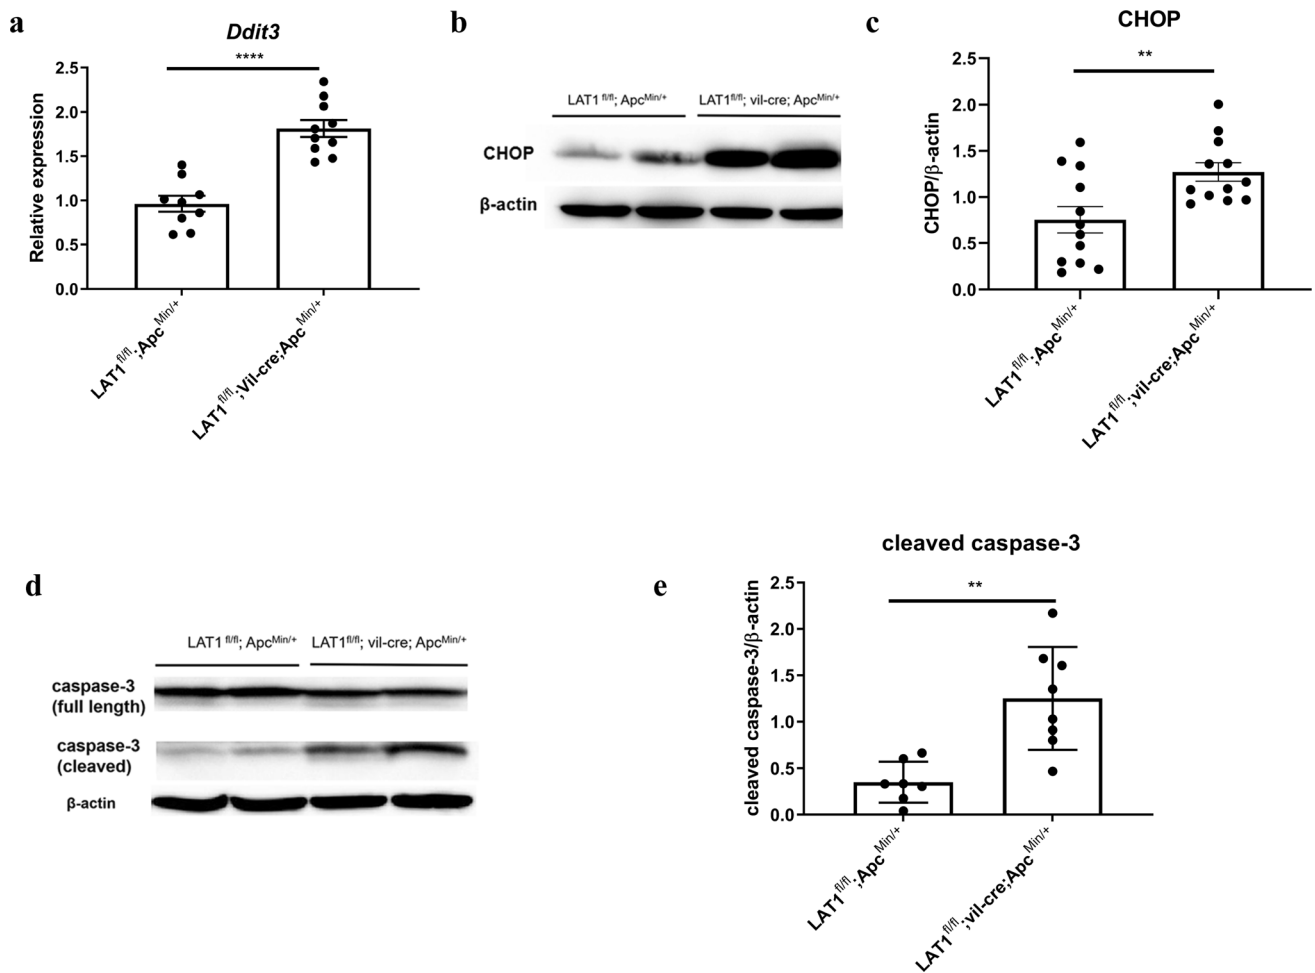 a
Ddit3
****
Relative expression
2.5
2.0
1.5
1.0
0.5
0.0
LAT1fl/fl;ApcMin/+
LAT1fl/fl;Vil-cre;ApcMin/+
b
LAT1 fl/fl; ApcMin/+
LAT1fl/fl; vil-cre; ApcMin/+
CHOP
β-actin
c
CHOP
**
CHOP/β-actin
2.5
2.0
1.5
1.0
0.5
0.0
LAT1fl/fl;ApcMin/+
LAT1fl/fl;vil-cre;ApcMin/+
d
LAT1 fl/fl; ApcMin/+
LAT1fl/fl; vil-cre; ApcMin/+
caspase-3
(full length)
caspase-3
(cleaved)
β-actin
e
cleaved caspase-3
**
cleaved caspase-3/β-actin
2.5
2.0
1.5
1.0
0.5
0.0
LAT1fl/fl;ApcMin/+
LAT1fl/fl;vil-cre;ApcMin/+